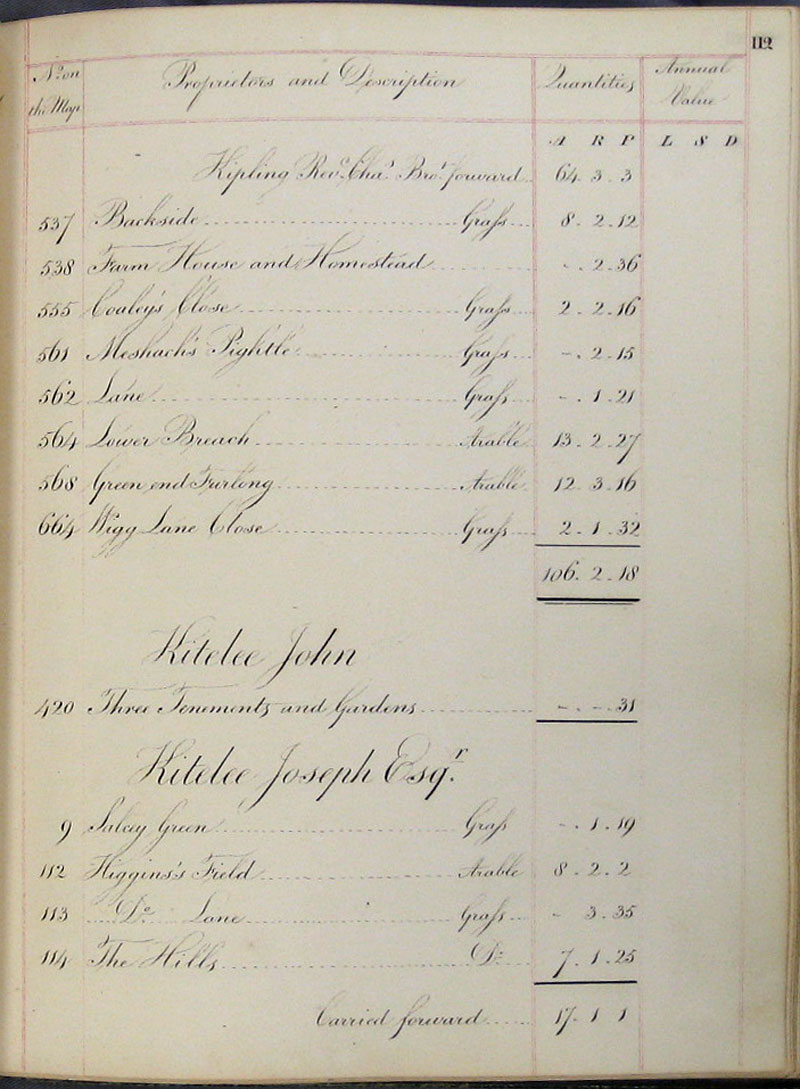 112
No on the Map Proprietors and Description Quantities Annual Value
A R P L S D
Kipling Revd. Chas. Brot. forward 64. 3. 3
537 Backside Grass 8. 2. 12
538 Farm House and Homestead -. 2. 36
555 Coaley's Close Grass 2. 2. 16
561 Meshach's Pightle Grass -. 2. 15
562 Lane Grass -. 1. 21
564 Lower Breach Arable 13. 2. 27
568 Green end Furlong Arable 12. 3. 16
664 Wigg Lane Close Grass 2. 1. 32
106. 2. 18
Kitelee John
420 Three Tenements and Gardens -. -. 31
Kitelee Joseph Esqr.
9 Salcey Green Grass -. 1. 19
112 Higgins's Field Arable 8. 2. 2
113 Do. Lane Grass - 3. 35
114 The Hills Do. 7. 1. 25
Carried forward 17. 1 1